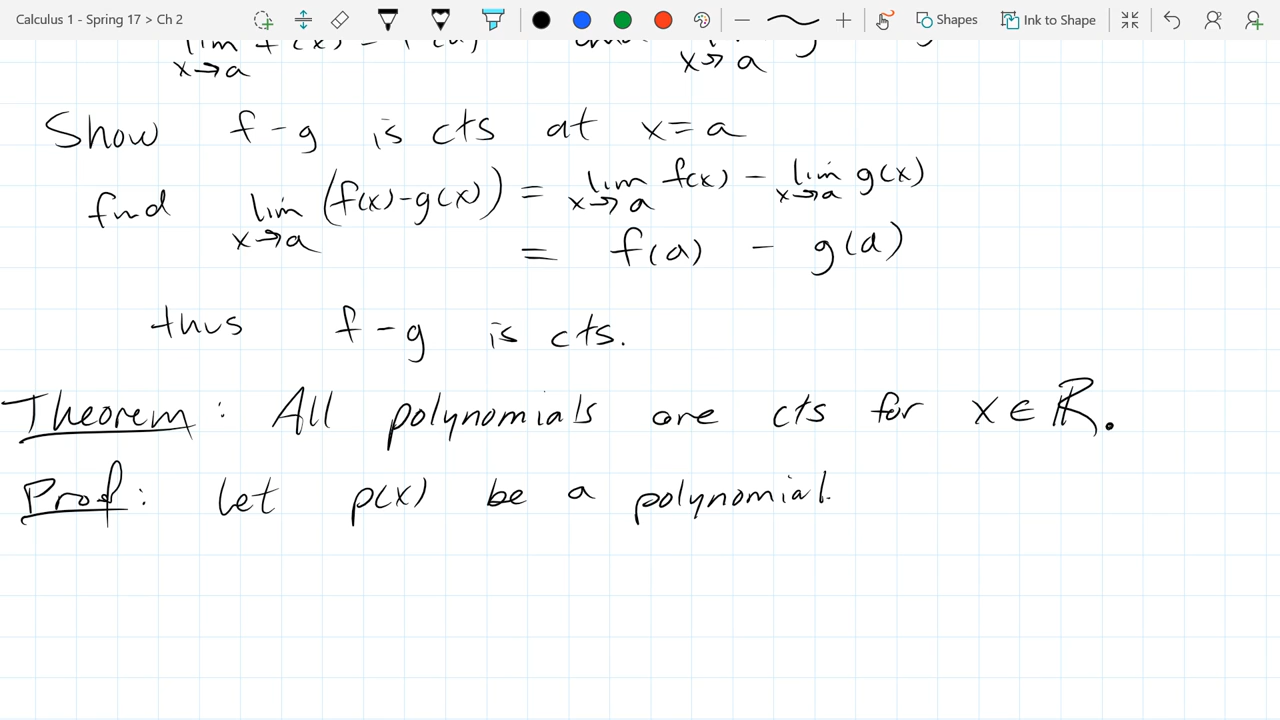 Calculus 1 - Spring 17 > Ch 2
Shapes
Ink to Shape
x→a
x→a
Show f-g is cts at x=a
find lim x→a (f(x)-g(x)) = lim x→a f(x) - lim x→a g(x)
= f(a) - g(a)
thus f-g is cts.
Theorem: All polynomials are cts for x∈ℝ.
Proof: Let p(x) be a polynomial.